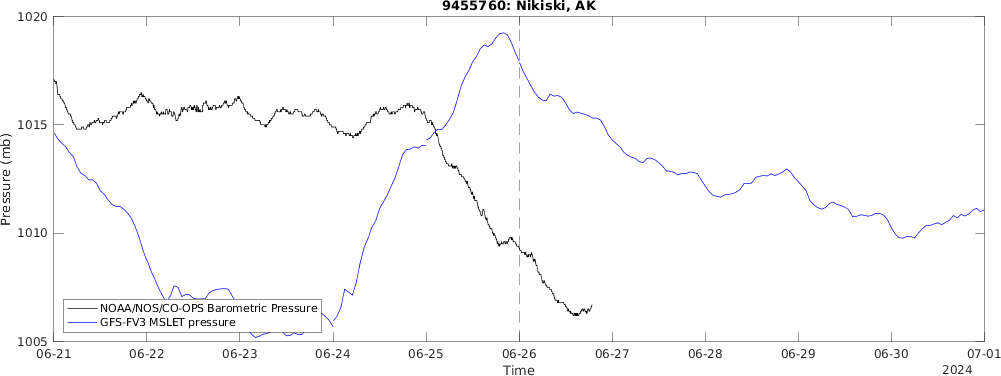 9455760: Nikiski, AK
1020
1015
1010
1005
Pressure (mb)
NOAA/NOS/CO-OPS Barometric Pressure
GFS-FV3 MSLET pressure
06-21 06-22 06-23 06-24 06-25 06-26 06-27 06-28 06-29 06-30 07-01
Time
2024